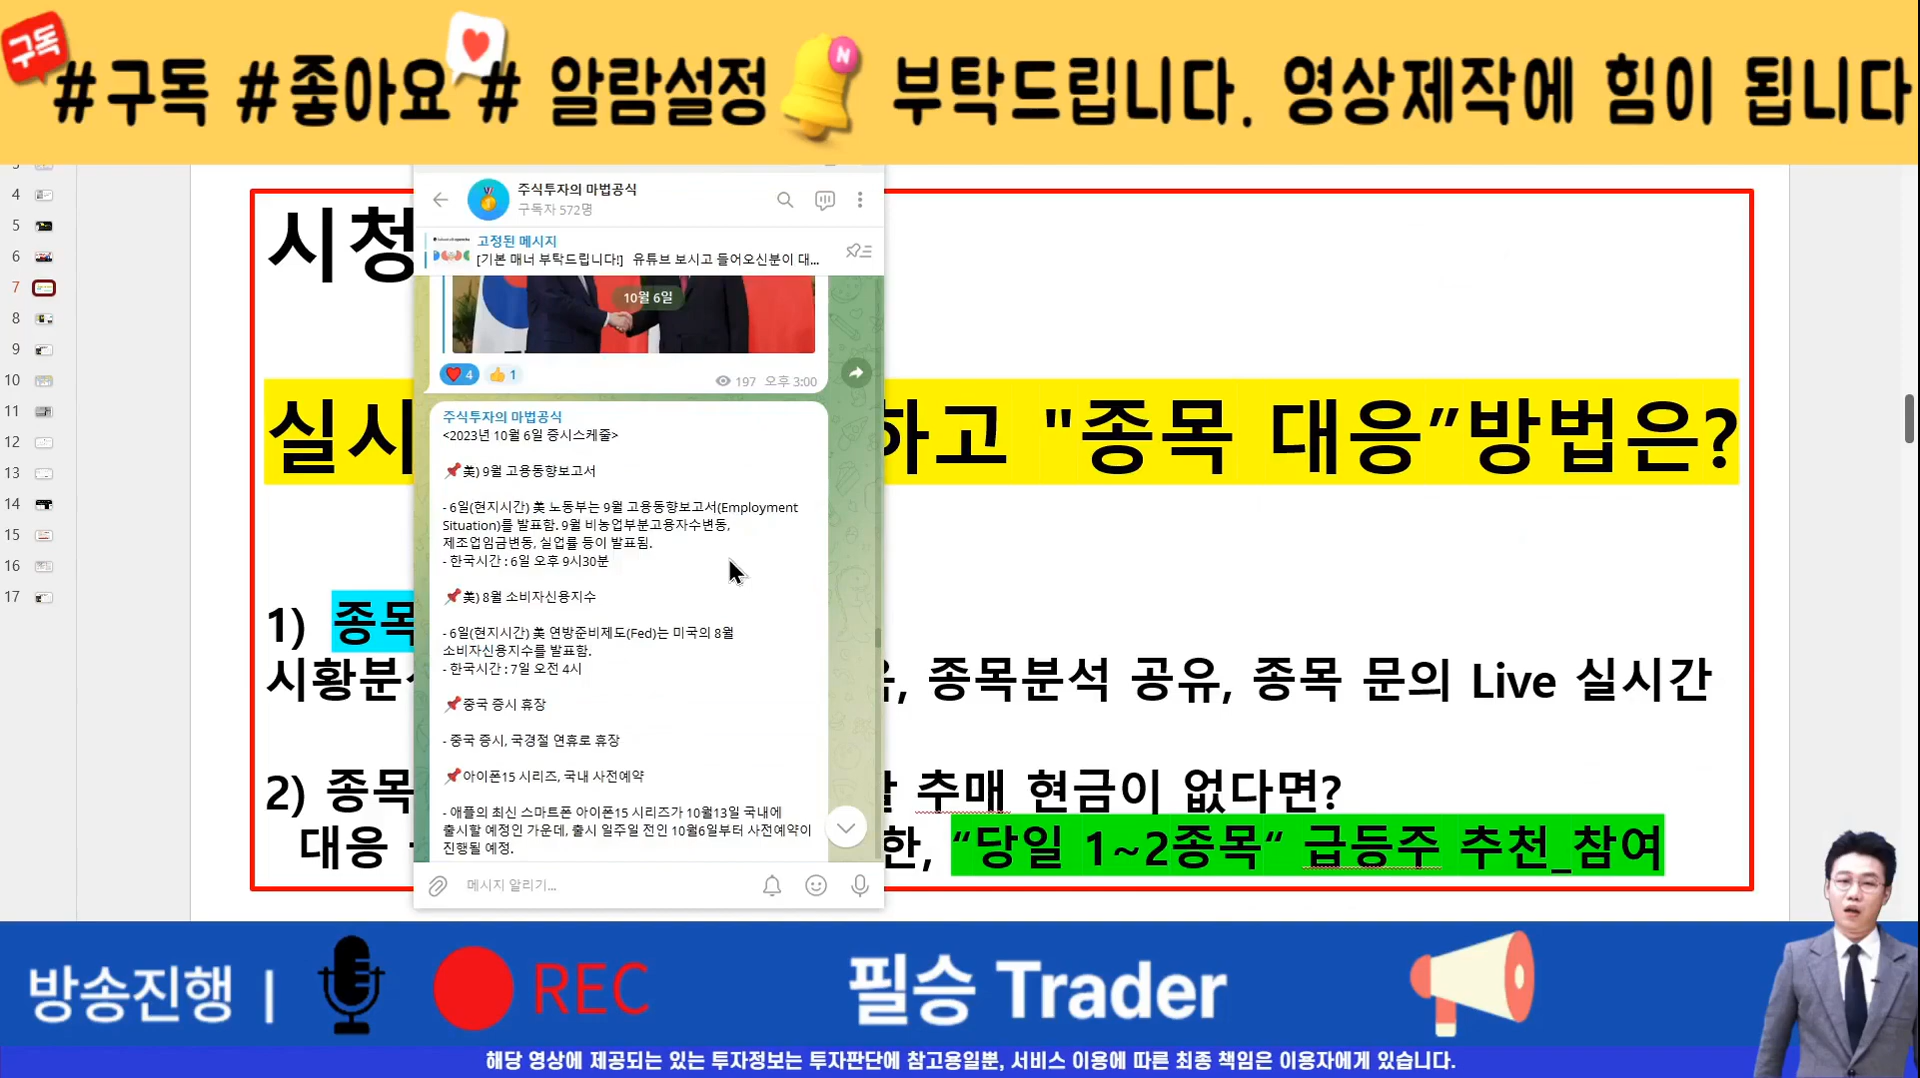 구독
#구독 #좋아요 # 알람설정 N 부탁드립니다. 영상제작에 힘이 됩니다
4
5
6
7
8
9
10
11
12
13
14
15
16
17
시청
실시
하고 "종목 대응”방법은?
1) 종목
시황분
, 종목분석 공유, 종목 문의 Live 실시간
2) 종목
추매 현금이 없다면?
대응
한, “당일 1~2종목“ 급등주 추천_참여
주식투자의 마법공식
구독자 572명
고정된 메시지
[기본 매너 부탁드립니다!] 유튜브 보시고 들어오신분이 대...
10월 6일
4
1
197 오후 3:00
주식투자의 마법공식
<2023년 10월 6일 증시스케줄>
美) 9월 고용동향보고서
- 6일(현지시간) 美 노동부는 9월 고용동향보고서(Employment
Situation)를 발표함. 9월 비농업부분고용자수변동,
제조업임금변동, 실업률 등이 발표됨.
- 한국시간 : 6일 오후 9시30분
美) 8월 소비자신용지수
- 6일(현지시간) 美 연방준비제도(Fed)는 미국의 8월
소비자신용지수를 발표함.
- 한국시간 : 7일 오전 4시
중국 증시 휴장
- 중국 증시, 국경절 연휴로 휴장
아이폰15 시리즈, 국내 사전예약
- 애플의 최신 스마트폰 아이폰15 시리즈가 10월13일 국내에
출시할 예정인 가운데, 출시 일주일 전인 10월6일부터 사전예약이
진행될 예정.
메시지 알리기...
방송진행 | REC 필승 Trader
해당 영상에 제공되는 있는 투자정보는 투자판단에 참고용일뿐, 서비스 이용에 따른 최종 책임은 이용자에게 있습니다.